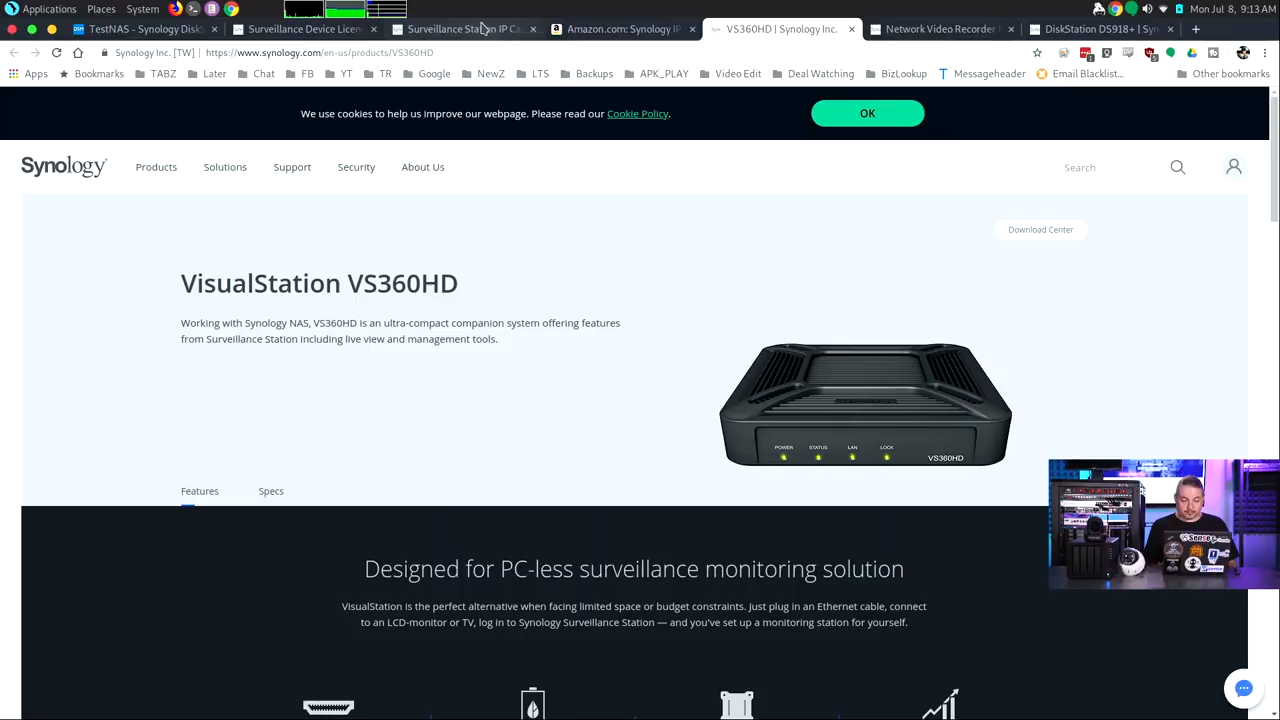 Applications Places System
Mon Jul 8, 9:13 AM
TestNAS - Synology Disk
Surveillance Device Licen
Surveillance Station IP Ca
Amazon.com: Synology IP
VS360HD | Synology Inc.
Network Video Recorder
DiskStation DS918+ | Syn
Synology Inc. [TW] | https://www.synology.com/en-us/products/VS360HD
Apps Bookmarks TABZ Later Chat FB YT TR Google NewZ LTS Backups APK_PLAY Video Edit Deal Watching BizLookup Messageheader Email Blacklist... Other bookmarks
We use cookies to help us improve our webpage. Please read our Cookie Policy.
OK
Synology
Products Solutions Support Security About Us
Search
Download Center
VisualStation VS360HD
Working with Synology NAS, VS360HD is an ultra-compact companion system offering features
from Surveillance Station including live view and management tools.
POWER STATUS LAN LOCK
VS360HD
Features Specs
Designed for PC-less surveillance monitoring solution
VisualStation is the perfect alternative when facing limited space or budget constraints. Just plug in an Ethernet cable, connect
to an LCD-monitor or TV, log in to Synology Surveillance Station — and you've set up a monitoring station for yourself.